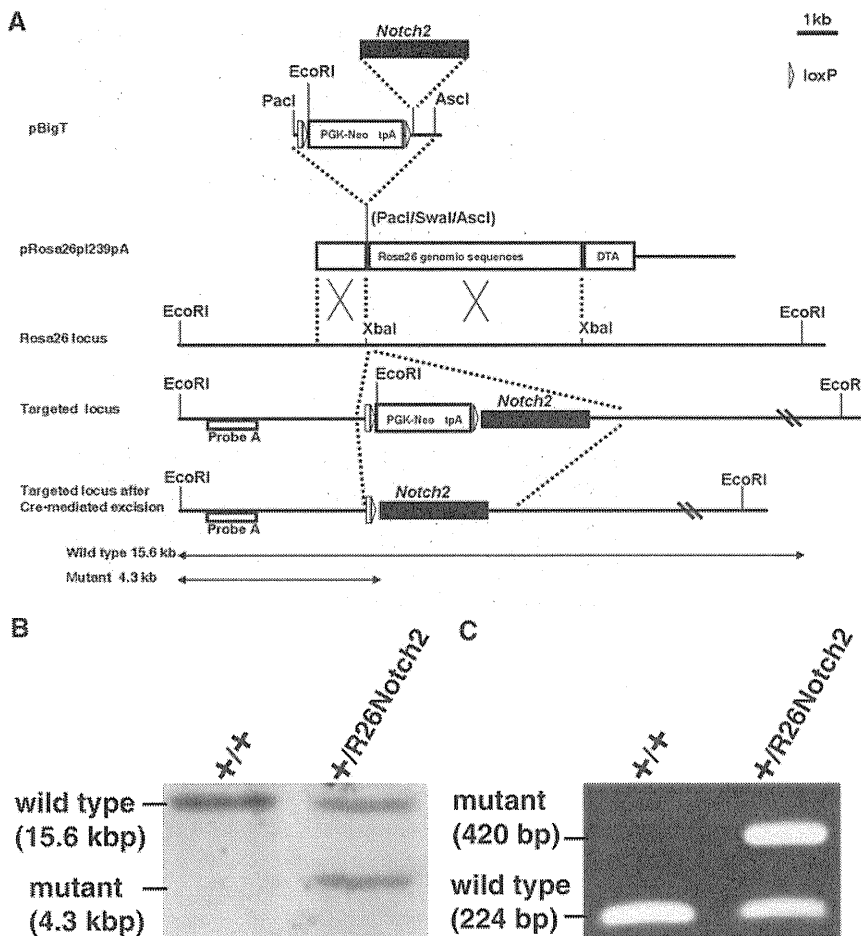 A
Notch2
1kb
EcoRI
loxP
PacI
AscI
pBigT
PGK-Neo tpA
(PacI/SwaI/AscI)
pRosa26pl239pA
Rosa26 genomic sequences
DTA
EcoRI
EcoRI
XbaI
XbaI
Rosa26 locus
EcoRI
EcoRI
EcoR
Notch2
Targeted locus
PGK-Neo tpA
Probe A
EcoRI
EcoRI
Notch2
Targeted locus after
Cre-mediated excision
Probe A
Wild type 15.6 kb
Mutant 4.3 kb
B
+/+
+/R26Notch2
wild type
(15.6 kbp)
mutant
(4.3 kbp)
C
+/+
+/R26Notch2
mutant
(420 bp)
wild type
(224 bp)